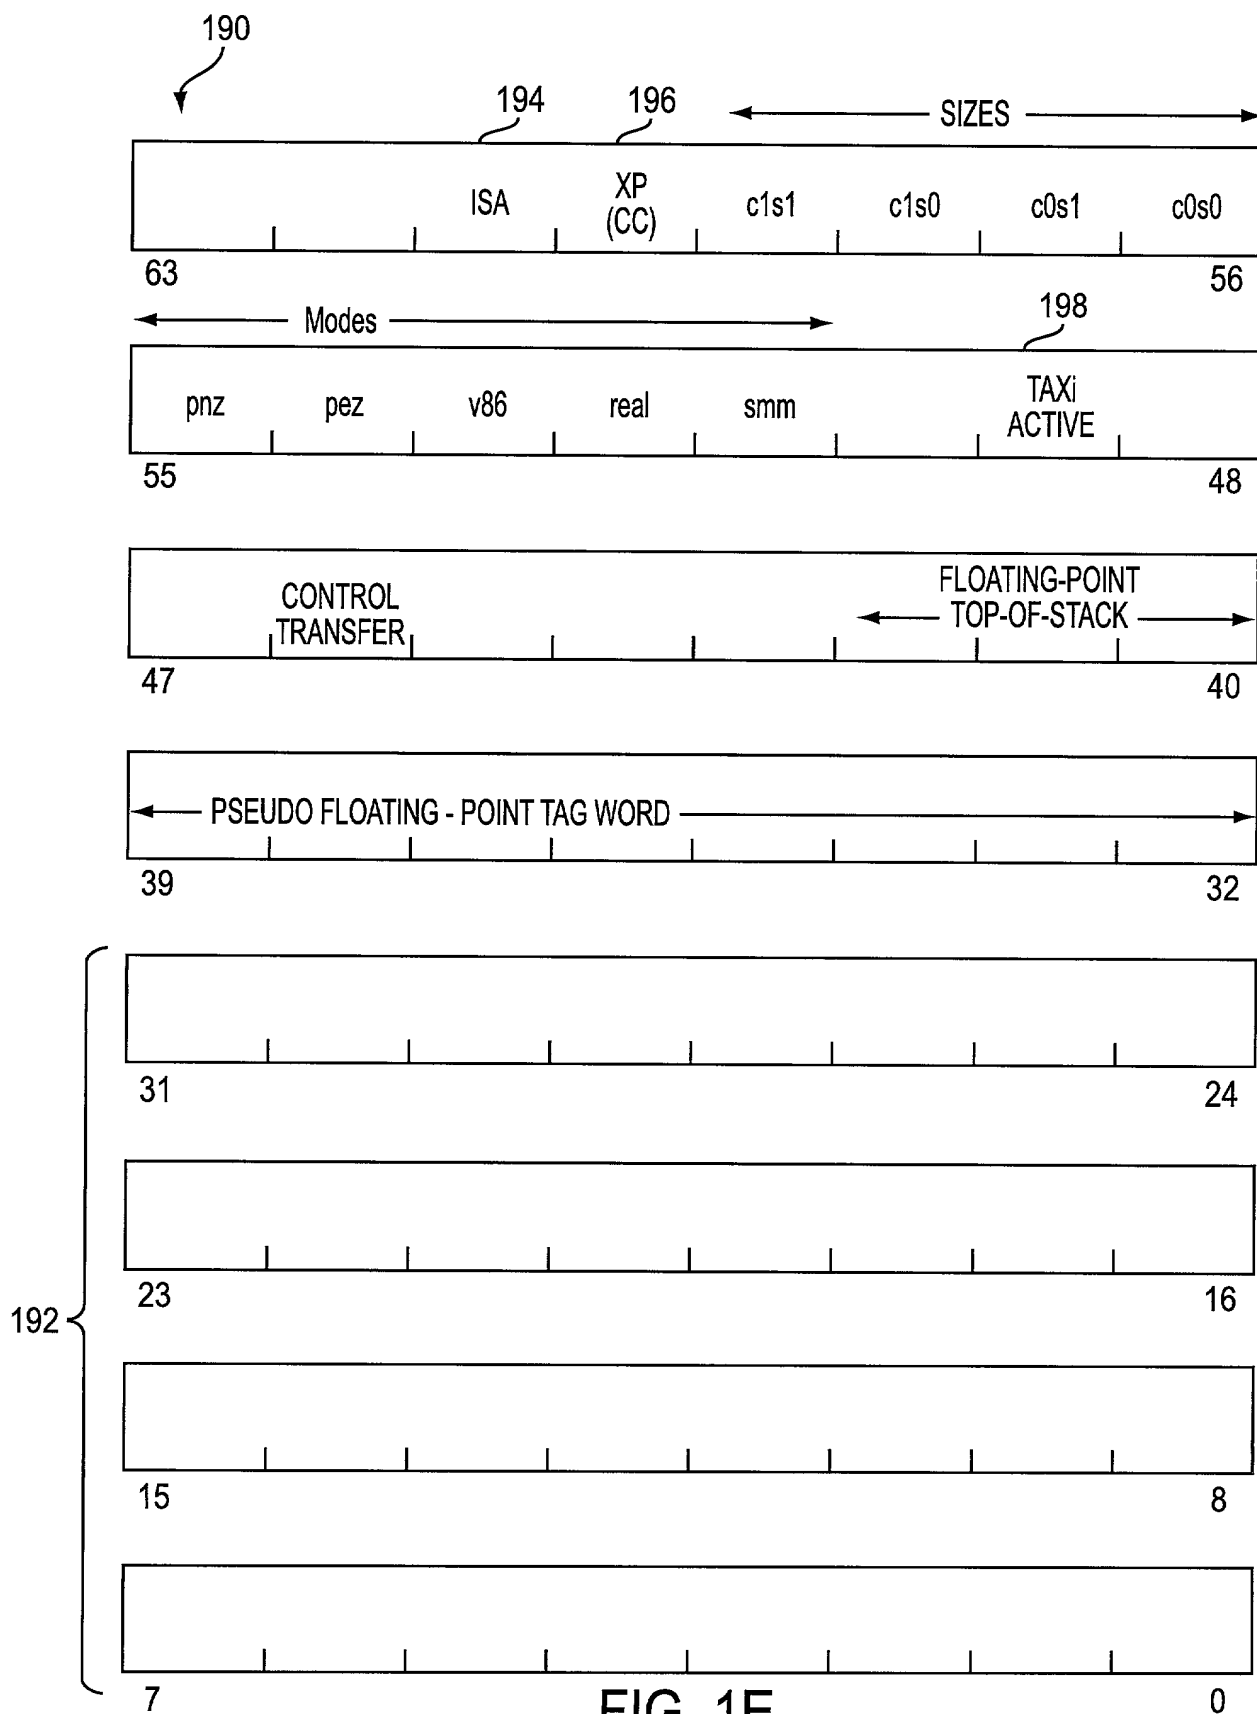 190
194
196
SIZES
ISA
XP
(CC)
c1s1
c1s0
c0s1
c0s0
63
56
Modes
198
pnz
pez
v86
real
smm
TAXi
ACTIVE
55
48
CONTROL
TRANSFER
FLOATING-POINT
TOP-OF-STACK
47
40
PSEUDO FLOATING - POINT TAG WORD
39
32
31
24
23
16
192
15
8
7
0
FIG. 1E